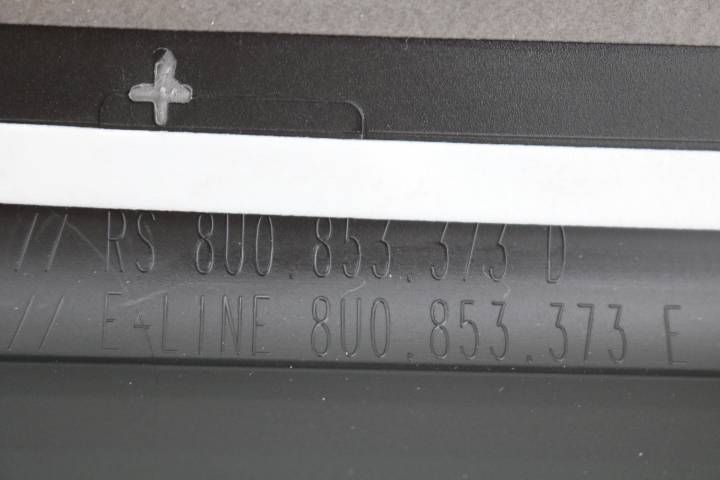 // RS 8U0.853.373 D
// E-LINE 8U0.853.373 E